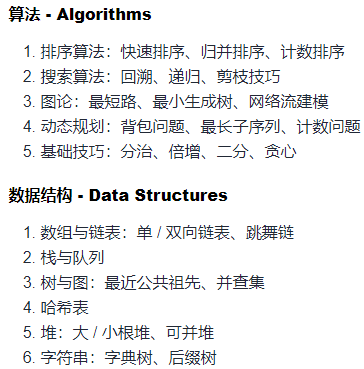 算法 - Algorithms
1. 排序算法：快速排序、归并排序、计数排序
2. 搜索算法：回溯、递归、剪枝技巧
3. 图论：最短路、最小生成树、网络流建模
4. 动态规划：背包问题、最长子序列、计数问题
5. 基础技巧：分治、倍增、二分、贪心
数据结构 - Data Structures
1. 数组与链表：单 / 双向链表、跳舞链
2. 栈与队列
3. 树与图：最近公共祖先、并查集
4. 哈希表
5. 堆：大 / 小根堆、可并堆
6. 字符串：字典树、后缀树